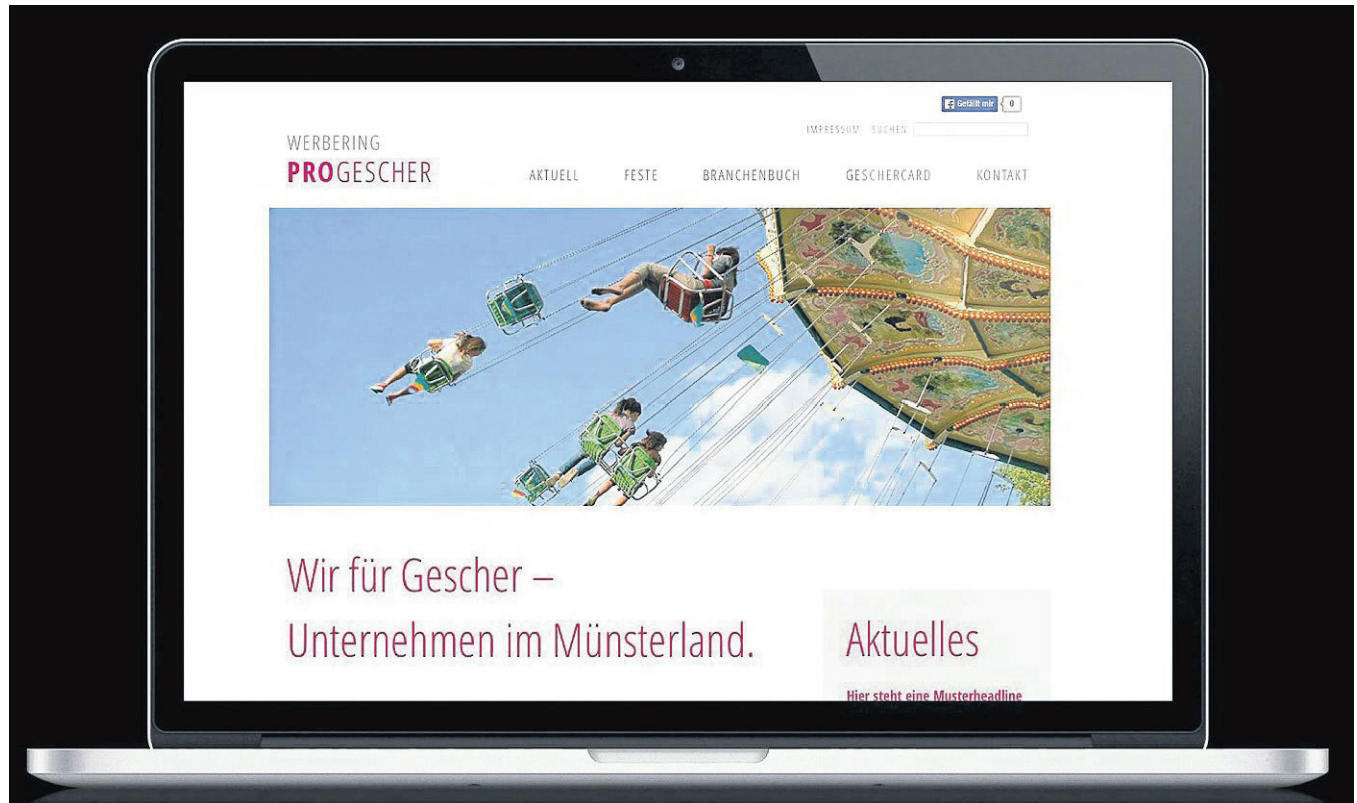 Gefällt mir 0
IMPRESSUM SUCHEN
WERBERING
PROGESCHER
AKTUELL FESTE BRANCHENBUCH GESCHERCARD KONTAKT
Wir für Gescher –
Unternehmen im Münsterland.
Aktuelles
Hier steht eine Musterheadline